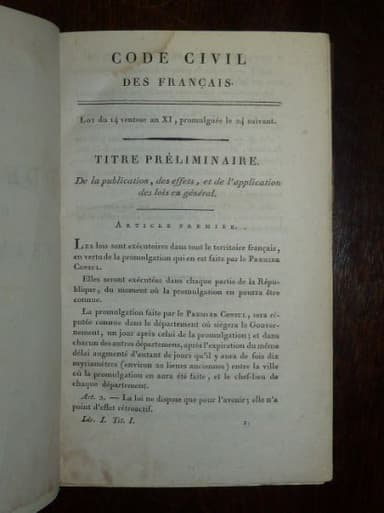 CODE CIVIL
DES FRANÇAIS.
Loi du 14 ventose an XI, promulguée le 24 suivant.
TITRE PRÉLIMINAIRE.
De la publication, des effets, et de l'application
des lois en général.
ARTICLE PREMIER.
LES lois sont exécutoires dans tout le territoire français,
en vertu de la promulgation qui en est faite par le PREMIER
CONSUL.
Elles seront exécutées dans chaque partie de la Répu-
blique, du moment où la promulgation en pourra être
connue.
La promulgation faite par le PREMIER CONSUL, sera ré-
putée connue dans le département où siégera le Gouver-
nement, un jour après celui de la promulgation; et dans
chacun des autres départemens, après l'expiration du même
délai augmenté d'autant de jours qu'il y aura de fois dix
myriamètres (environ 20 lieues anciennes) entre la ville
où la promulgation en aura été faite, et le chef-lieu de
chaque département.
Art. 2. — La loi ne dispose que pour l'avenir; elle n'a
point d'effet rétroactif.
Liv. I. Tit. I.